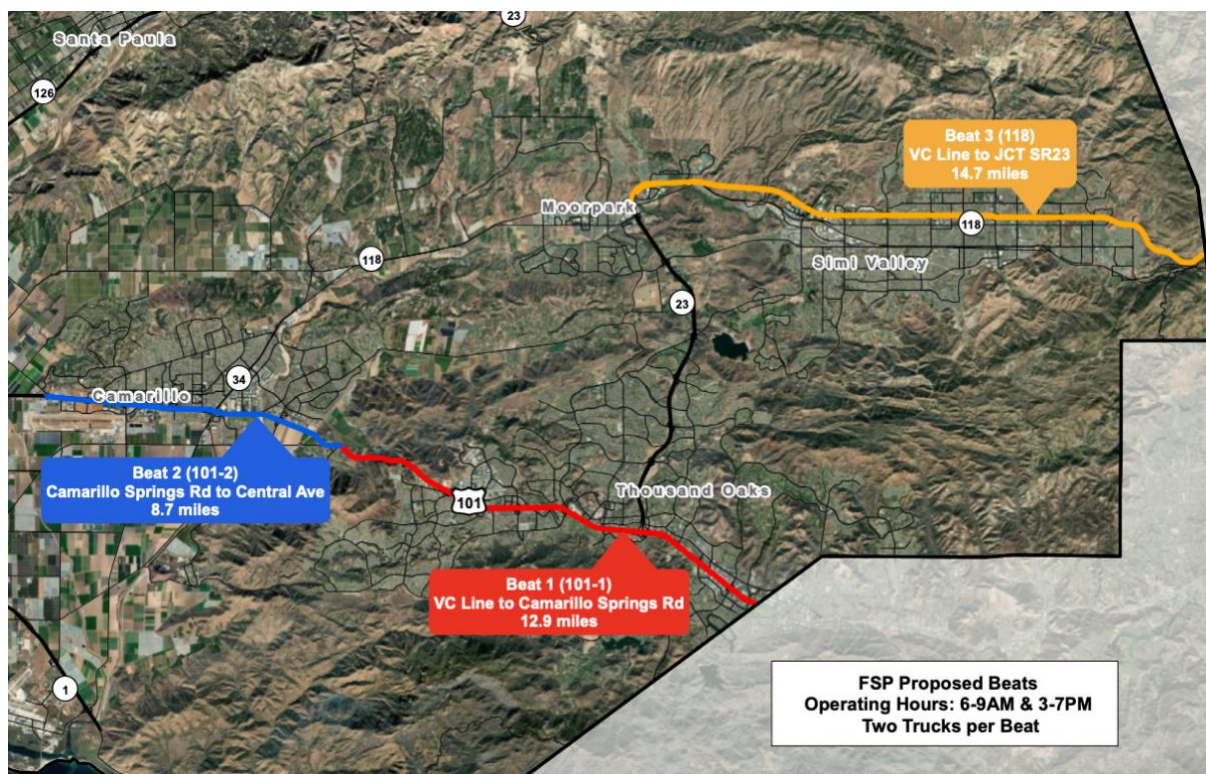 23
Santa Paula
126
Beat 3 (118)
VC Line to JCT SR23
14.7 miles
Moorpark
118
118
Simi Valley
23
34
Camarillo
Beat 2 (101-2)
Camarillo Springs Rd to Central Ave
8.7 miles
101
Thousand Oaks
Beat 1 (101-1)
VC Line to Camarillo Springs Rd
12.9 miles
1
FSP Proposed Beats
Operating Hours: 6-9AM & 3-7PM
Two Trucks per Beat